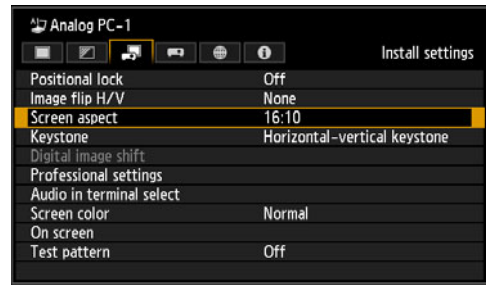 Analog PC-1
Install settings
Positional lock Off
Image flip H/V None
Screen aspect 16:10
Keystone Horizontal-vertical keystone
Digital image shift
Professional settings
Audio in terminal select
Screen color Normal
On screen
Test pattern Off